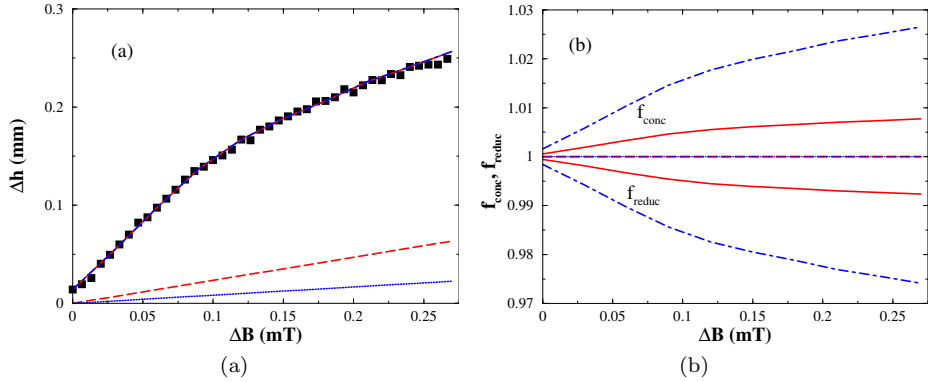 0.3
0.2
0.1
0
Δh (mm)
(a)
0
0.05
0.1
0.15
0.2
0.25
ΔB (mT)
(a)
1.03
1.02
1.01
1
0.99
0.98
0.97
f_conc, f_reduc
(b)
f_conc
f_reduc
0
0.05
0.1
0.15
0.2
0.25
ΔB (mT)
(b)